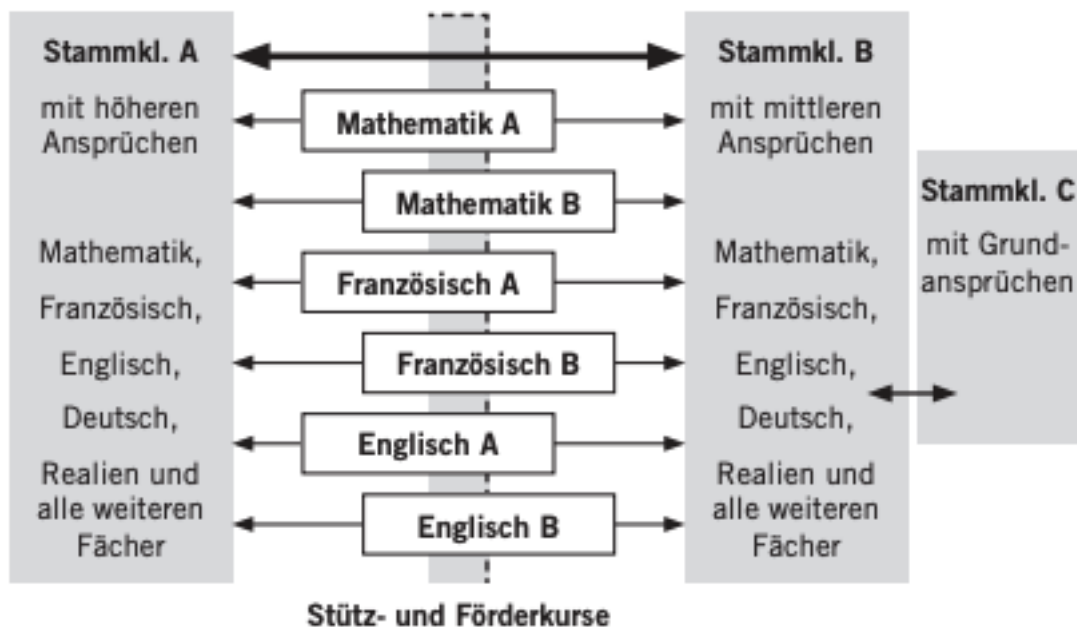 Stammkl. A
mit höheren
Ansprüchen
Mathematik,
Französisch,
Englisch,
Deutsch,
Realien und
alle weiteren
Fächer
Mathematik A
Mathematik B
Französisch A
Französisch B
Englisch A
Englisch B
Stütz- und Förderkurse
Stammkl. B
mit mittleren
Ansprüchen
Mathematik,
Französisch,
Englisch,
Deutsch,
Realien und
alle weiteren
Fächer
Stammkl. C
mit Grund-
ansprüchen